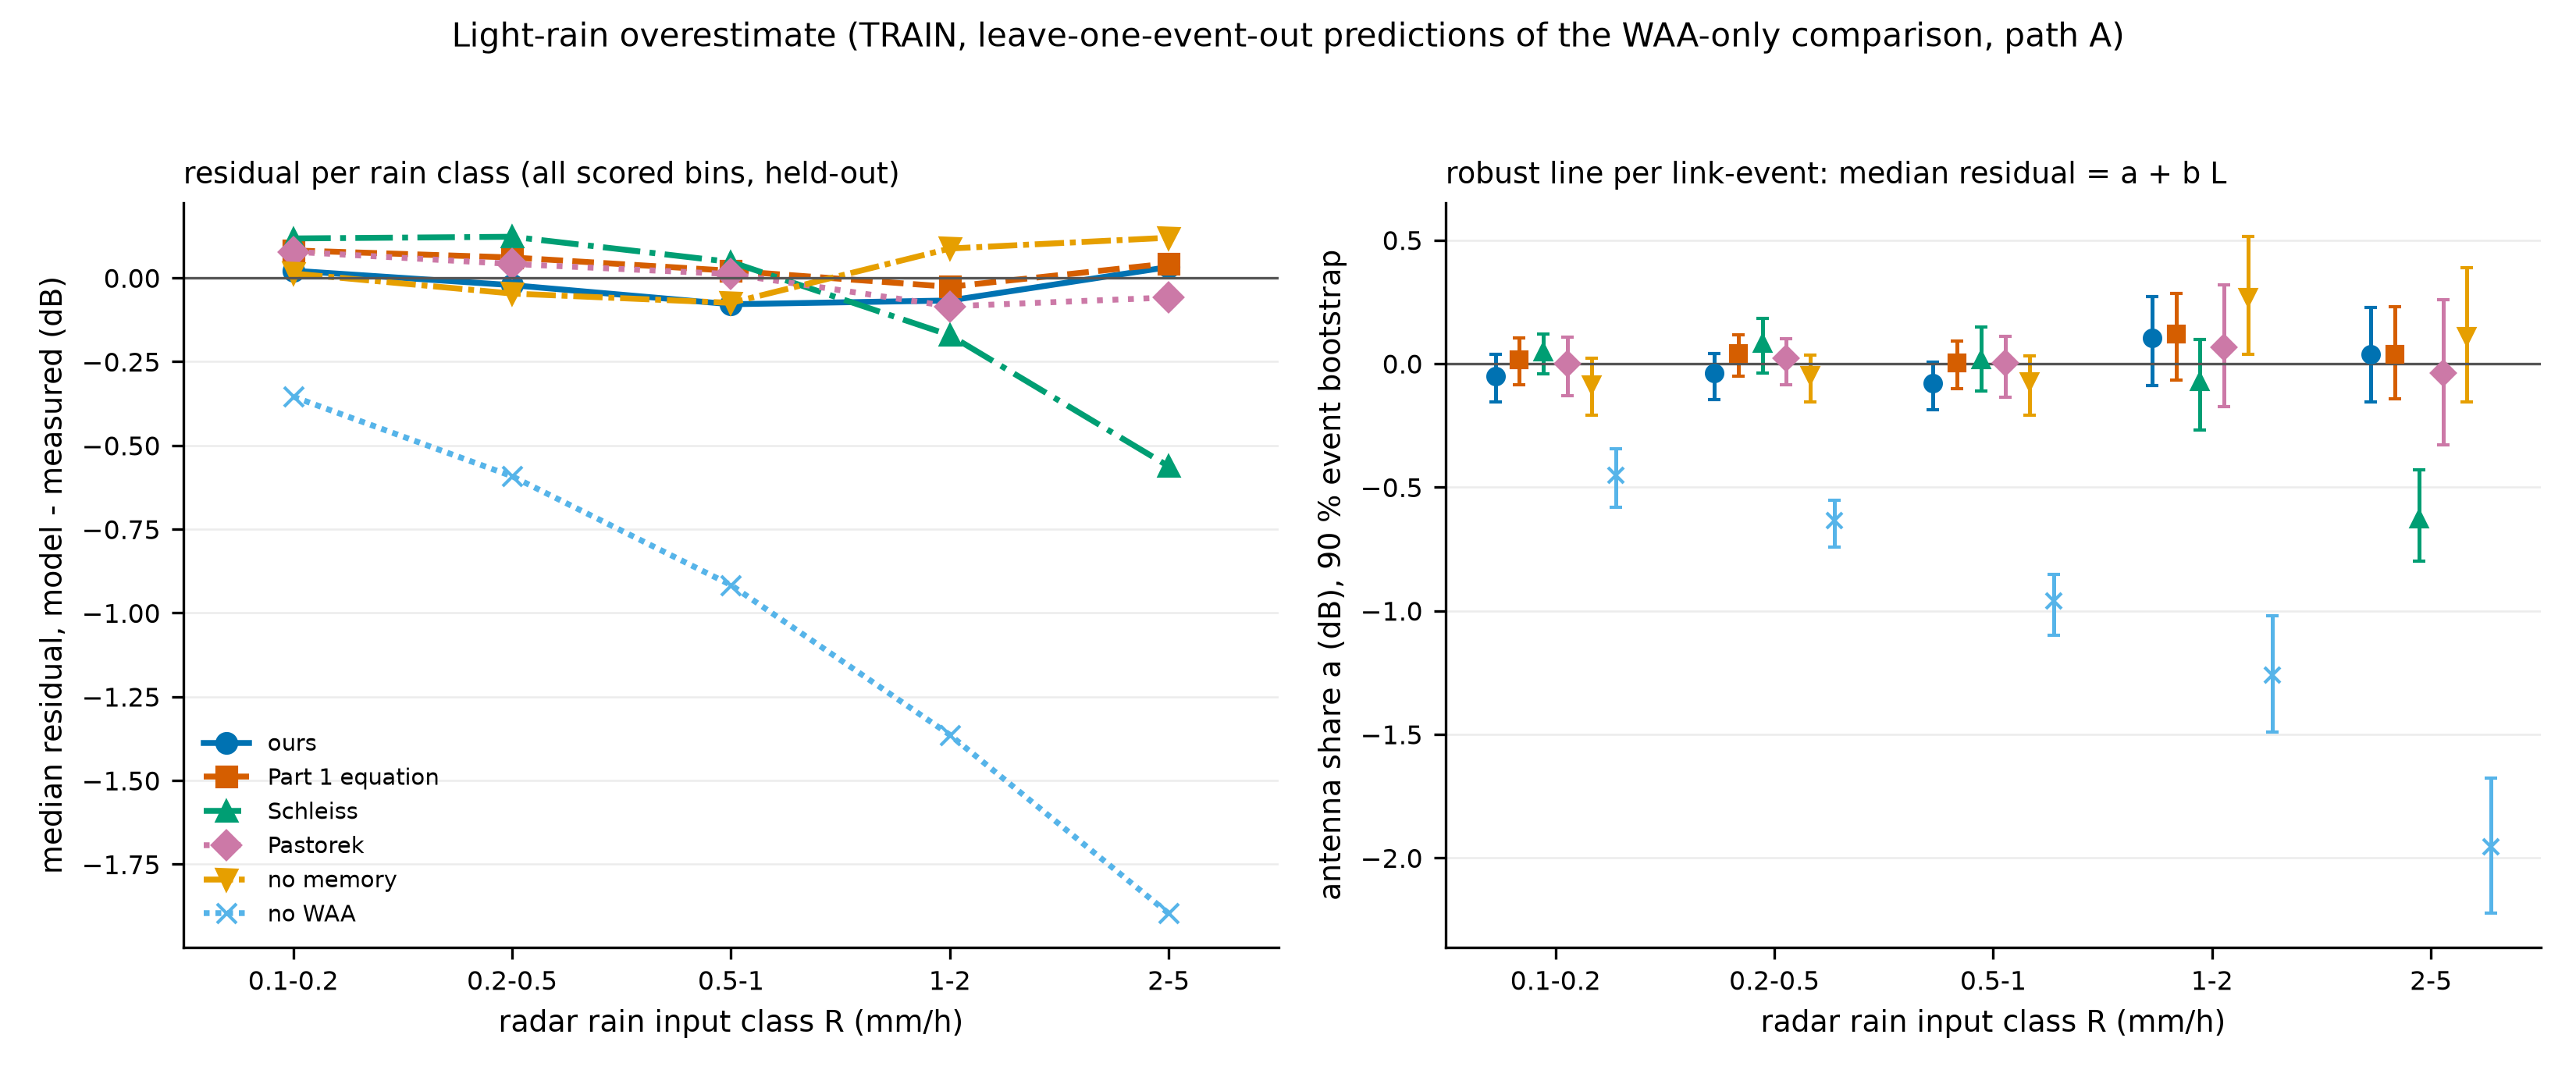 Light-rain overestimate (TRAIN, leave-one-event-out predictions of the WAA-only comparison, path A)
residual per rain class (all scored bins, held-out)
median residual, model - measured (dB)
0.00
−0.25
−0.50
−0.75
−1.00
−1.25
−1.50
−1.75
ours
Part 1 equation
Schleiss
Pastorek
no memory
no WAA
0.1-0.2
0.2-0.5
0.5-1
1-2
2-5
radar rain input class R (mm/h)
robust line per link-event: median residual = a + b L
antenna share a (dB), 90 % event bootstrap
0.5
0.0
−0.5
−1.0
−1.5
−2.0
0.1-0.2
0.2-0.5
0.5-1
1-2
2-5
radar rain input class R (mm/h)